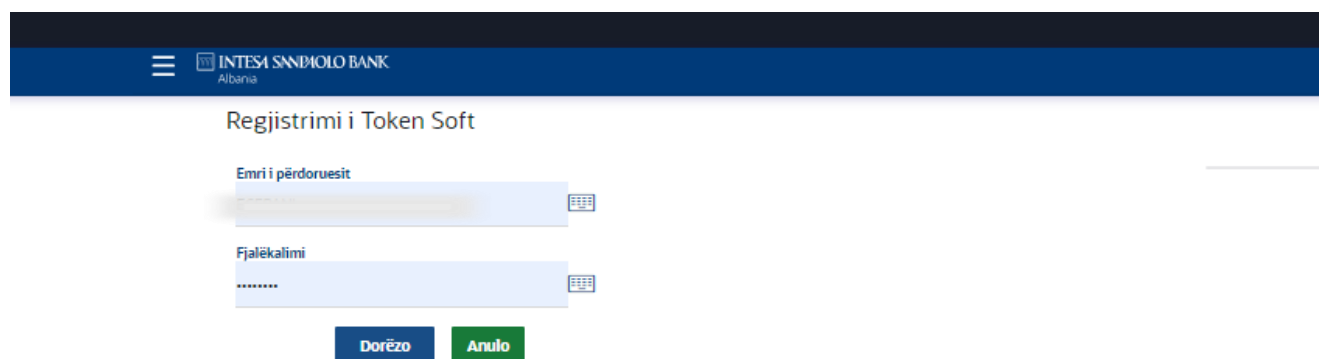 INTESA SANPAOLO BANK
Albania
Regjistrimi i Token Soft
Emri i përdoruesit
Fjalëkalimi
........
Dorëzo Anulo